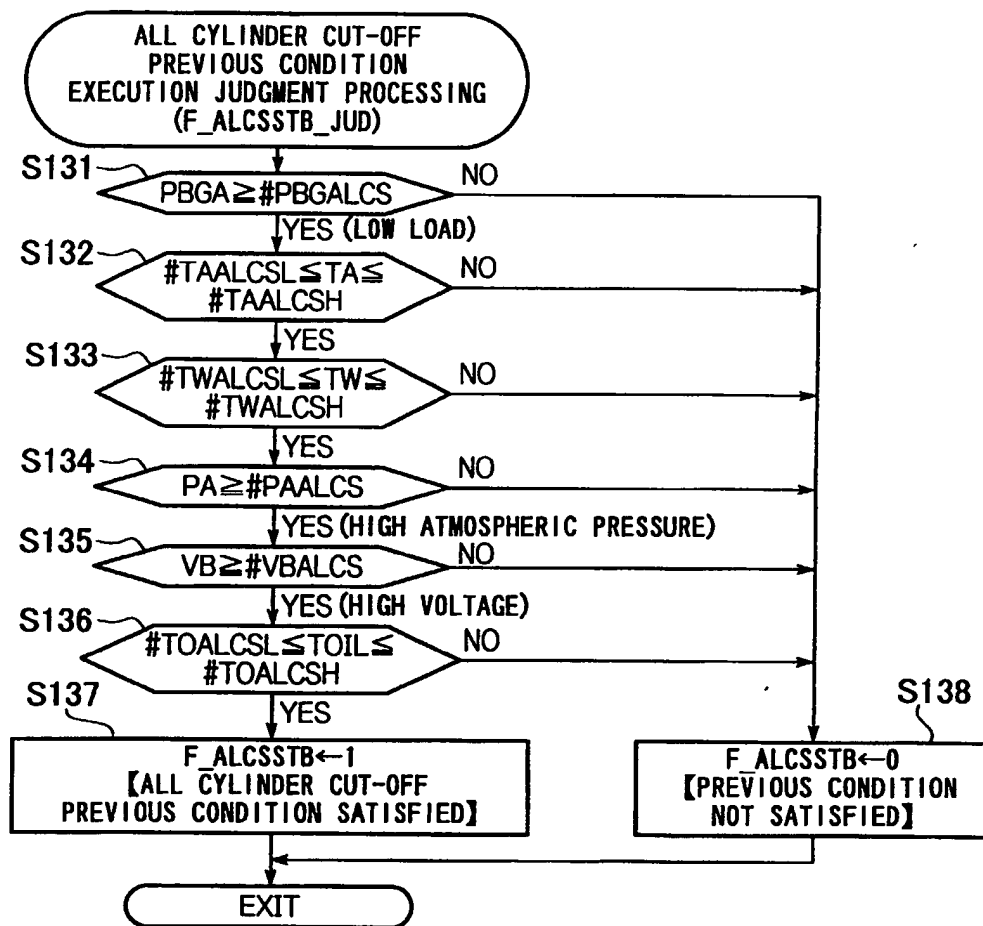 ALL CYLINDER CUT-OFF
PREVIOUS CONDITION
EXECUTION JUDGMENT PROCESSING
(F_ALCSSTB_JUD)
S131
PBGA≧#PBGALCS
NO
YES (LOW LOAD)
S132
#TAALCSL≦TA≦
#TAALCSH
NO
YES
S133
#TWALCSL≦TW≦
#TWALCSH
NO
YES
S134
PA≧#PAALCS
NO
YES (HIGH ATMOSPHERIC PRESSURE)
S135
VB≧#VBALCS
NO
YES (HIGH VOLTAGE)
S136
#TOALCSL≦TOIL≦
#TOALCSH
NO
YES
S137
F_ALCSSTB←1
【ALL CYLINDER CUT-OFF
PREVIOUS CONDITION SATISFIED】
S138
F_ALCSSTB←0
【PREVIOUS CONDITION
NOT SATISFIED】
EXIT